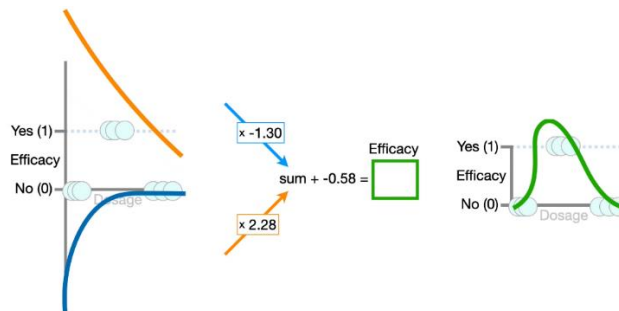 Yes (1)
Efficacy
No (0)
Dosage
x -1.30
sum + -0.58 =
Efficacy
x 2.28
Yes (1)
Efficacy
No (0)
Dosage